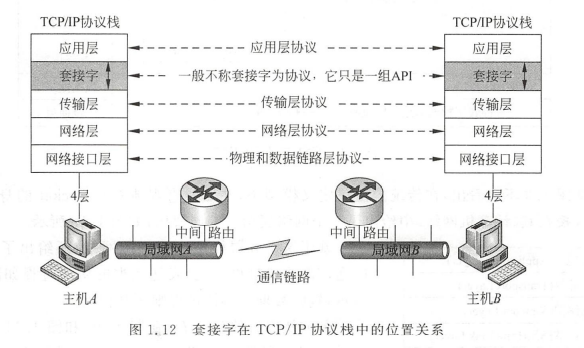 TCP/IP协议栈 TCP/IP协议栈
应用层 应用层协议 应用层
套接字 一般不称套接字为协议，它只是一组API 套接字
传输层 传输层协议 传输层
网络层 网络层协议 网络层
网络接口层 物理和数据链路层协议 网络接口层
4层 4层
中间 路由 中间 路由
局域网A 局域网B
通信链路
主机A 主机B
图 1.12 套接字在 TCP/IP 协议栈中的位置关系